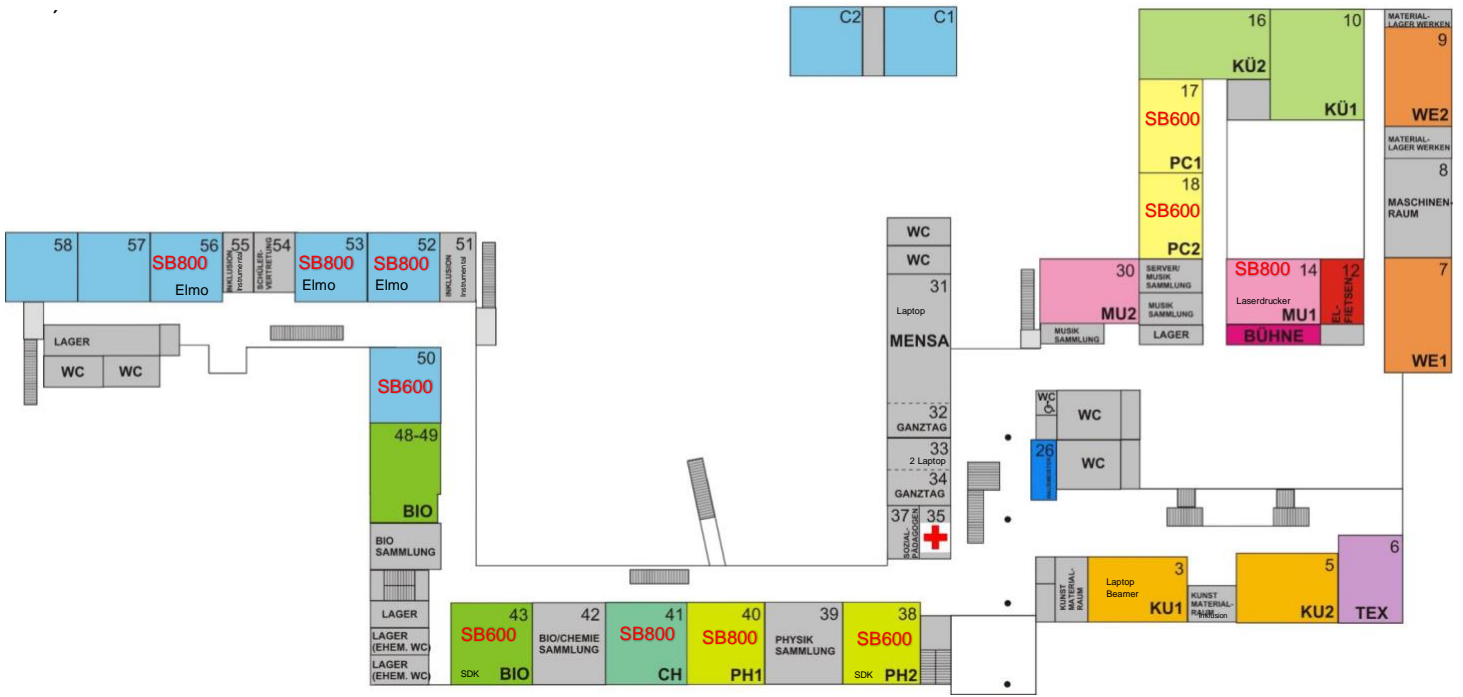 C2
C1
16
KÜ2
10
KÜ1
MATERIAL-
LAGER WERKEN
9
WE2
17
SB600
PC1
MATERIAL-
LAGER WERKEN
8
MASCHINEN-
RAUM
18
SB600
PC2
58
57
56
SB800
Elmo
55
INKLUSION
Instrumental
54
SCHÜLER-
VERTRETUNG
53
SB800
Elmo
52
SB800
Elmo
51
INKLUSION
Instrumental
WC
WC
31
Laptop
MENSA
30
MU2
SERVER/
MUSIK
SAMMLUNG
MUSIK
SAMMLUNG
LAGER
MUSIK
SAMMLUNG
SB800
14
Laserdrucker
MU1
BÜHNE
12
EL-
FIETSEN
7
WE1
LAGER
WC
WC
50
SB600
48-49
BIO
BIO
SAMMLUNG
LAGER
LAGER
(EHEM. WC)
LAGER
(EHEM. WC)
32
GANZTAG
33
2 Laptop
34
GANZTAG
37
SOZIAL-
PÄDAGOGEN
35
WC
WC
26
WC
6
TEX
KUNST
MATERIAL-
RAUM
3
Laptop
Beamer
KU1
KUNST
MATERIAL-
RAUM
Inklusion
5
KU2
43
SB600
SDK
BIO
42
BIO/CHEMIE
SAMMLUNG
41
SB800
CH
40
SB800
PH1
39
PHYSIK
SAMMLUNG
38
SB600
SDK
PH2